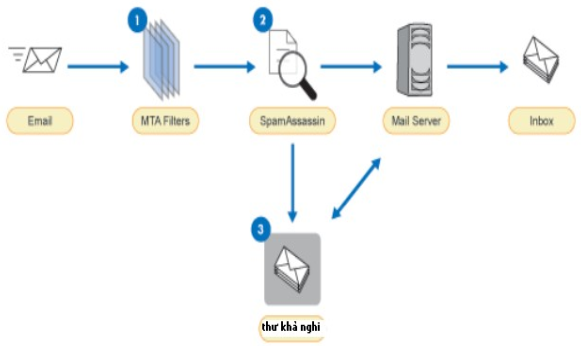 1
2
Email
MTA Filters
SpamAssassin
Mail Server
Inbox
3
thư khả nghi